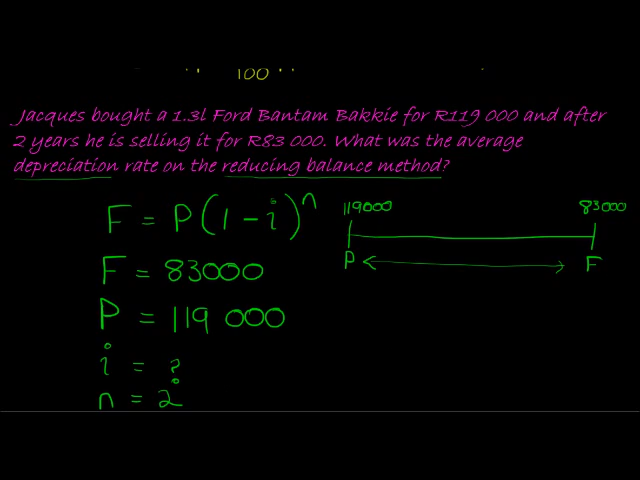 100
Jacques bought a 1.3l Ford Bantam Bakkie for R119 000 and after
2 years he is selling it for R83 000. What was the average
depreciation rate on the reducing balance method?
F = P(1 - i)^n
119000 83000
P F
F = 83000
P = 119 000
i = ?
n = 2